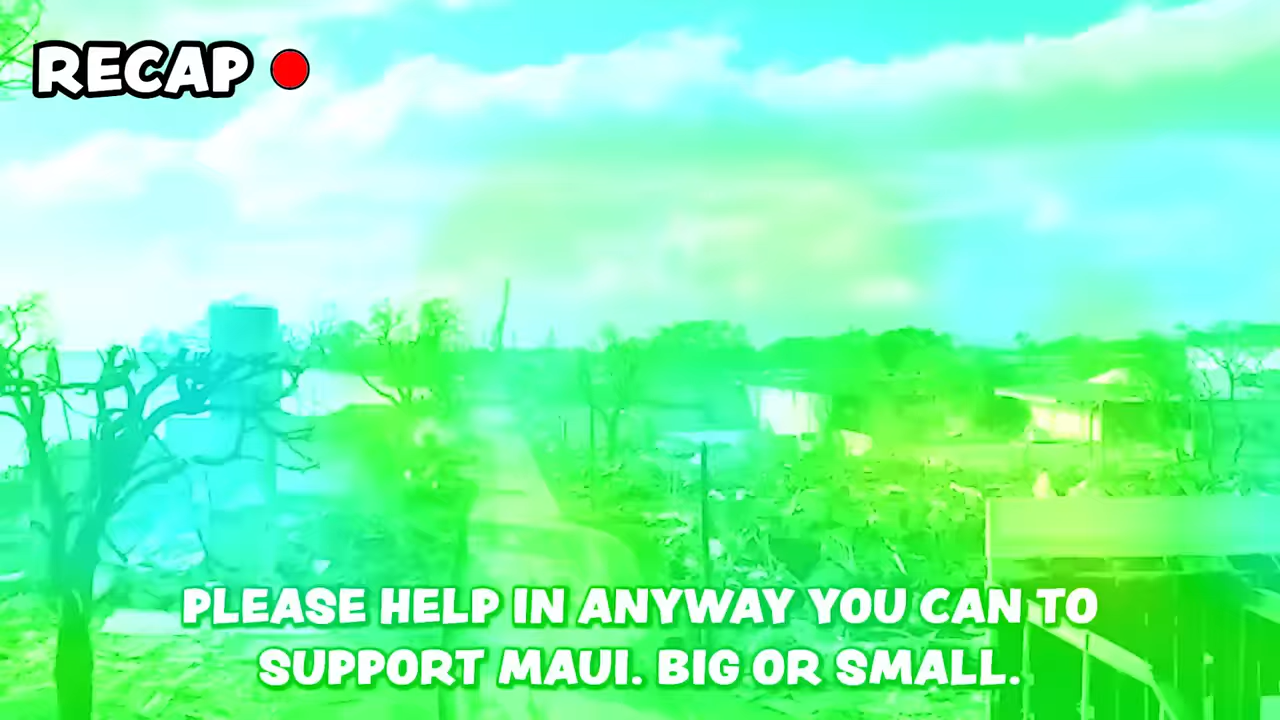 RECAP
PLEASE HELP IN ANYWAY YOU CAN TO
SUPPORT MAUI. BIG OR SMALL.